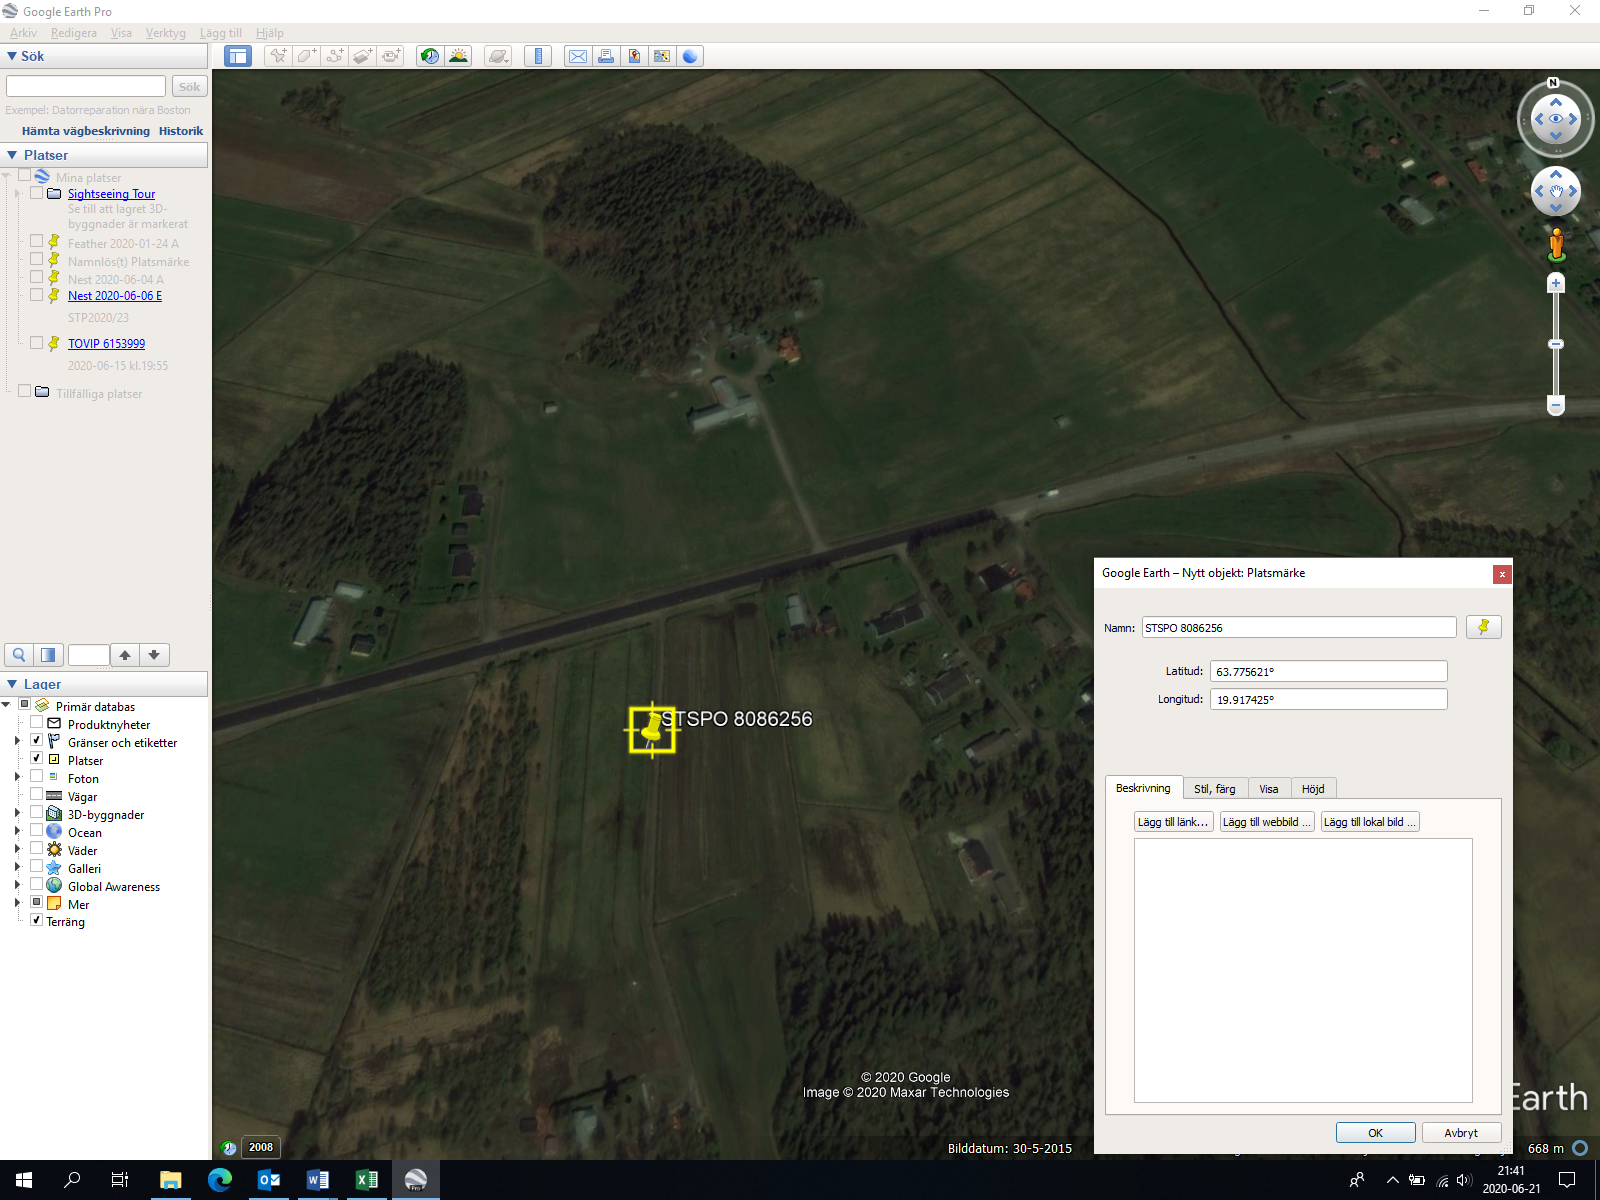 Google Earth Pro
Arkiv Redigera Visa Verktyg Lägg till Hjälp
Sök
Sök
Exempel: Datorreparation nära Boston
Hämta vägbeskrivning Historik
Platser
Mina platser
Sightseeing Tour
Se till att lagret 3D-
byggnader är markerat
Feather 2020-01-24 A
Namnlös(t) Platsmärke
Nest 2020-06-04 A
Nest 2020-06-06 E
STP2020/23
TOVIP 6153999
2020-06-15 kl.19:55
Tillfälliga platser
Lager
Primär databas
Produktnyheter
Gränser och etiketter
Platser
Foton
Vägar
3D-byggnader
Ocean
Väder
Galleri
Global Awareness
Mer
Terräng
N
STSPO 8086256
Google Earth – Nytt objekt: Platsmärke
x
Namn: STSPO 8086256
Latitud: 63.775621°
Longitud: 19.917425°
Beskrivning Stil, färg Visa Höjd
Lägg till länk... Lägg till webbild ... Lägg till lokal bild ...
OK Avbryt
© 2020 Google
Image © 2020 Maxar Technologies
Earth
2008
Bilddatum: 30-5-2015
668 m
21:41
2020-06-21